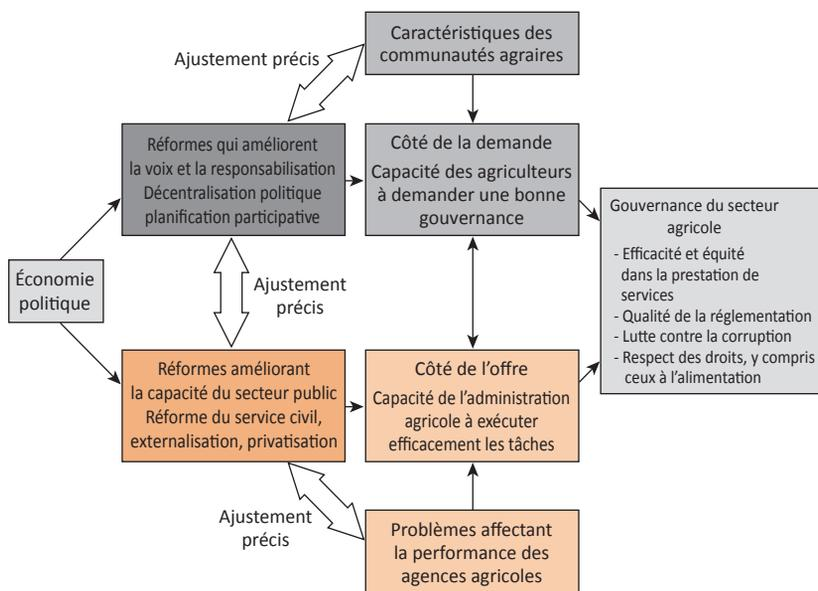 Caractéristiques des
communautés agraires
Ajustement précis
Réformes qui améliorent
la voix et la responsabilisation
Décentralisation politique
planification participative
Côté de la demande
Capacité des agriculteurs
à demander une bonne
gouvernance
Gouvernance du secteur
agricole
- Efficacité et équité
dans la prestation de
services
- Qualité de la réglementation
- Lutte contre la corruption
- Respect des droits, y compris
ceux à l’alimentation
Économie
politique
Ajustement
précis
Réformes améliorant
la capacité du secteur public
Réforme du service civil,
externalisation, privatisation
Côté de l’offre
Capacité de l’administration
agricole à exécuter
efficacement les tâches
Ajustement
précis
Problèmes affectant
la performance des
agences agricoles